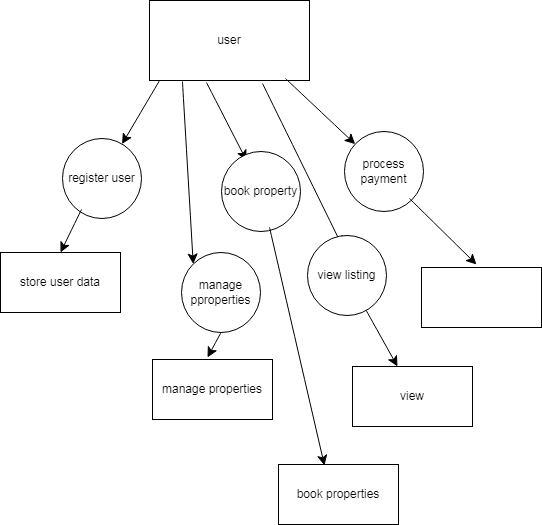 user
process
payment
register user
book property
view listing
store user data
manage
pproperties
manage properties
view
book properties